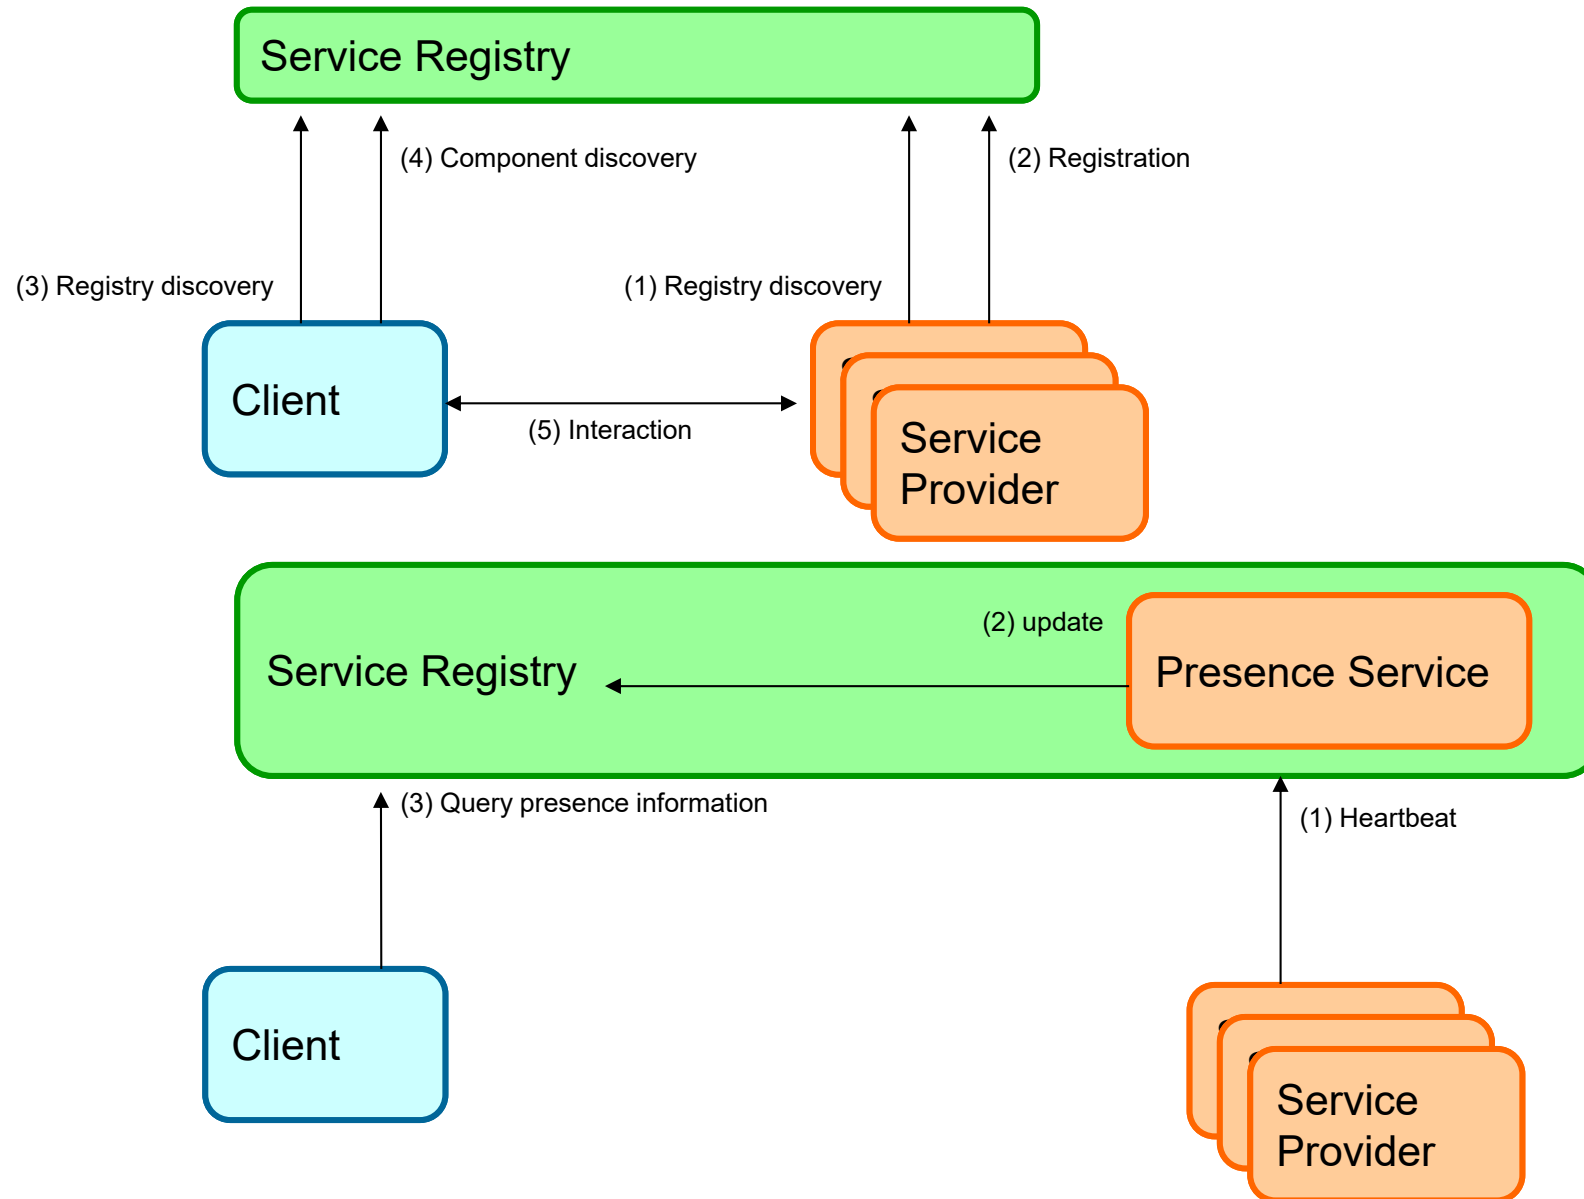 Service Registry
(4) Component discovery
(2) Registration
(3) Registry discovery
(1) Registry discovery
Client
(5) Interaction
Service
Provider
(2) update
Service Registry
Presence Service
(3) Query presence information
(1) Heartbeat
Client
Service
Provider